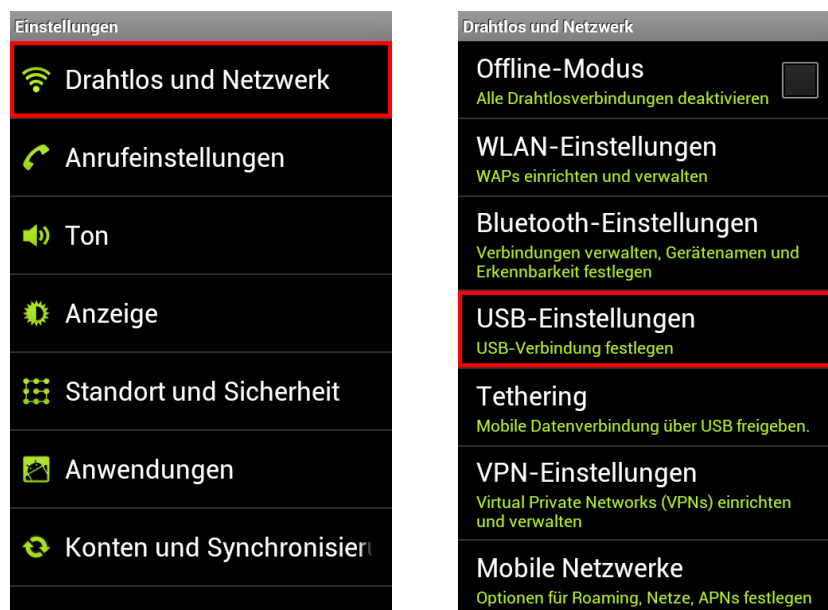 Einstellungen
Drahtlos und Netzwerk
Anrufeinstellungen
Ton
Anzeige
Standort und Sicherheit
Anwendungen
Konten und Synchronisieru
Drahtlos und Netzwerk
Offline-Modus
Alle Drahtlosverbindungen deaktivieren
WLAN-Einstellungen
WAPs einrichten und verwalten
Bluetooth-Einstellungen
Verbindungen verwalten, Gerätenamen und
Erkennbarkeit festlegen
USB-Einstellungen
USB-Verbindung festlegen
Tethering
Mobile Datenverbindung über USB freigeben.
VPN-Einstellungen
Virtual Private Networks (VPNs) einrichten
und verwalten
Mobile Netzwerke
Optionen für Roaming, Netze, APNs festlegen